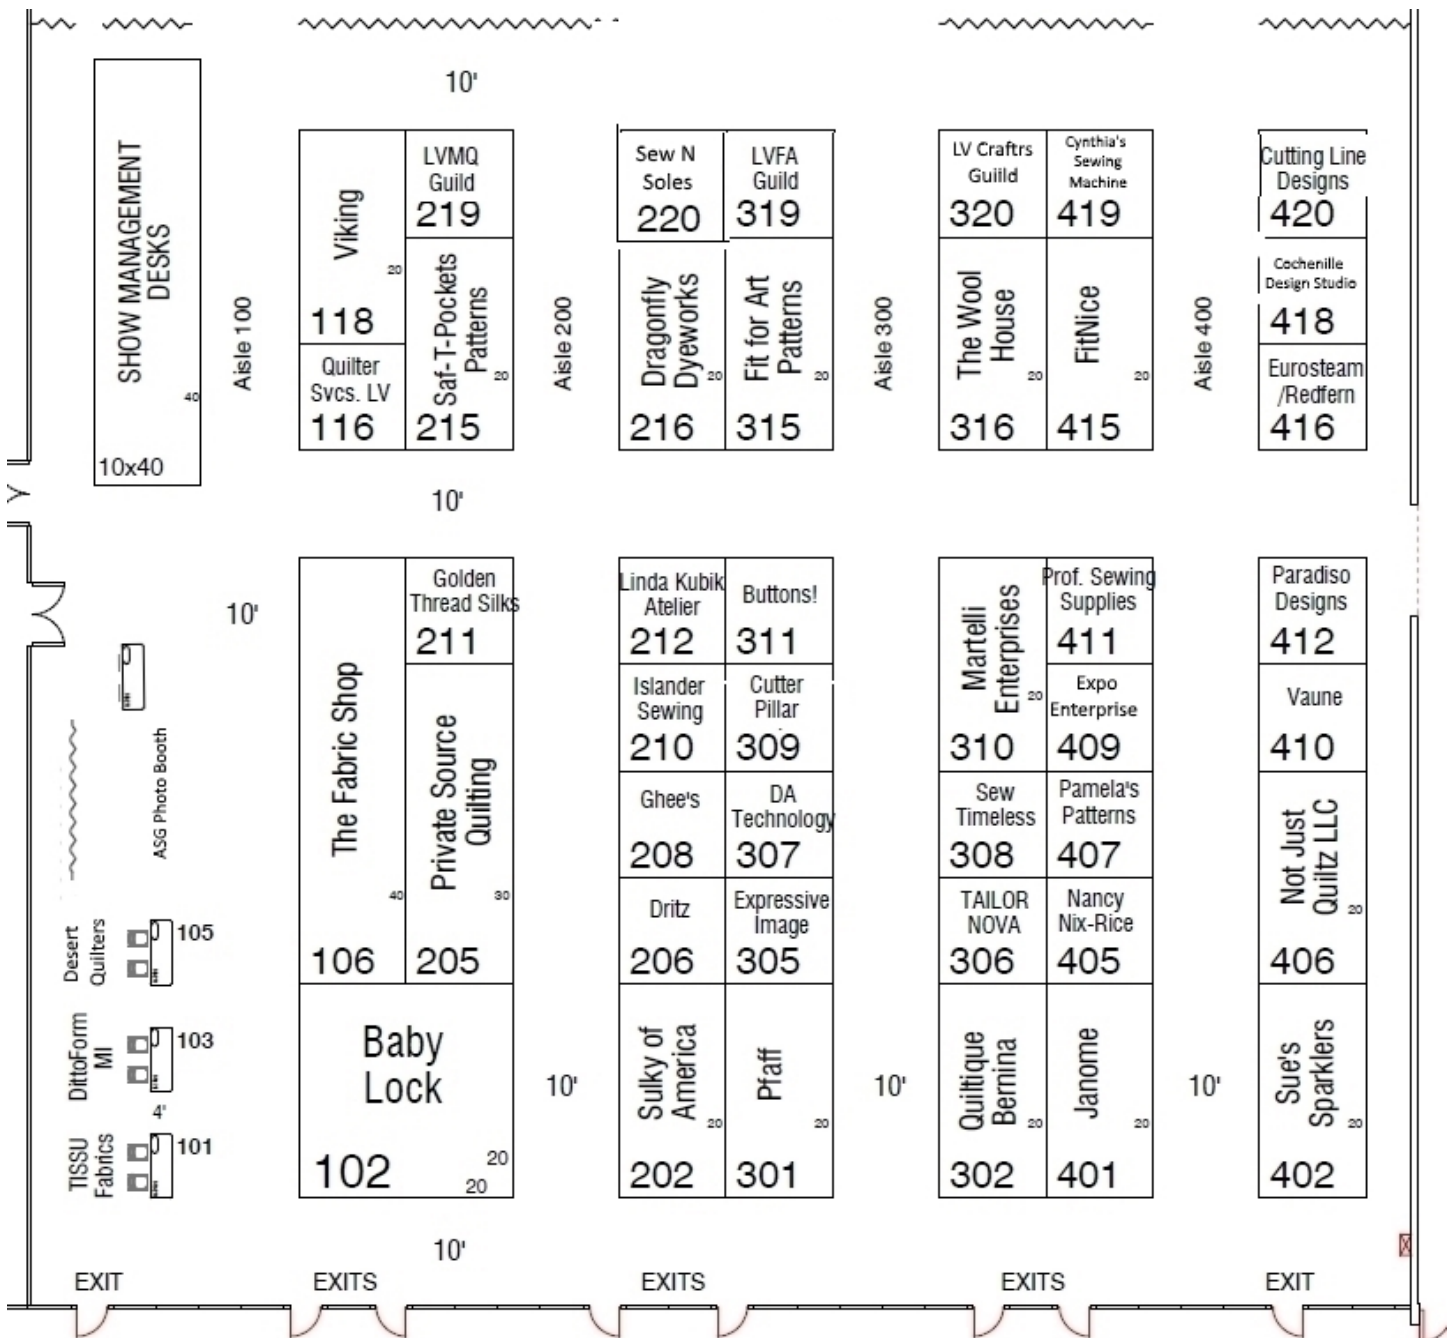 10'
SHOW MANAGEMENT
DESKS
40
10x40
Aisle 100
Viking
20
118
Quilter
Svcs. LV
116
LVMQ
Guild
219
Saf-T-Pockets
Patterns
20
215
Aisle 200
Sew N
Soles
220
LVFA
Guild
319
Dragonfly
Dyeworks
20
216
Fit for Art
Patterns
20
315
Aisle 300
LV Craftrs
Guiild
320
Cynthia's
Sewing
Machine
419
The Wool
House
20
316
FitNice
20
415
Aisle 400
Cutting Line
Designs
420
Cochenille
Design Studio
418
Eurosteam
/Redfern
416
10'
10'
ASG Photo Booth
Desert
Quilters
105
DittoForm
MI
103
4'
TISSU
Fabrics
101
The Fabric Shop
40
106
Golden
Thread Silks
211
Private Source
Quilting
30
205
Baby
Lock
102
20
20
10'
Linda Kubik
Atelier
212
Buttons!
311
Islander
Sewing
210
Cutter
Pillar
309
Ghee's
208
DA
Technology
307
Dritz
206
Expressive
Image
305
Sulky of
America
20
202
Pfaff
20
301
10'
Martelli
Enterprises
20
310
Prof. Sewing
Supplies
411
Expo
Enterprise
409
Sew
Timeless
308
Pamela's
Patterns
407
TAILOR
NOVA
306
Nancy
Nix-Rice
405
Quiltique
Bernina
20
302
Janome
20
401
10'
Paradiso
Designs
412
Vaune
410
Not Just
Quiltz LLC
20
406
Sue's
Sparklers
20
402
10'
EXIT
EXITS
EXITS
EXITS
EXIT